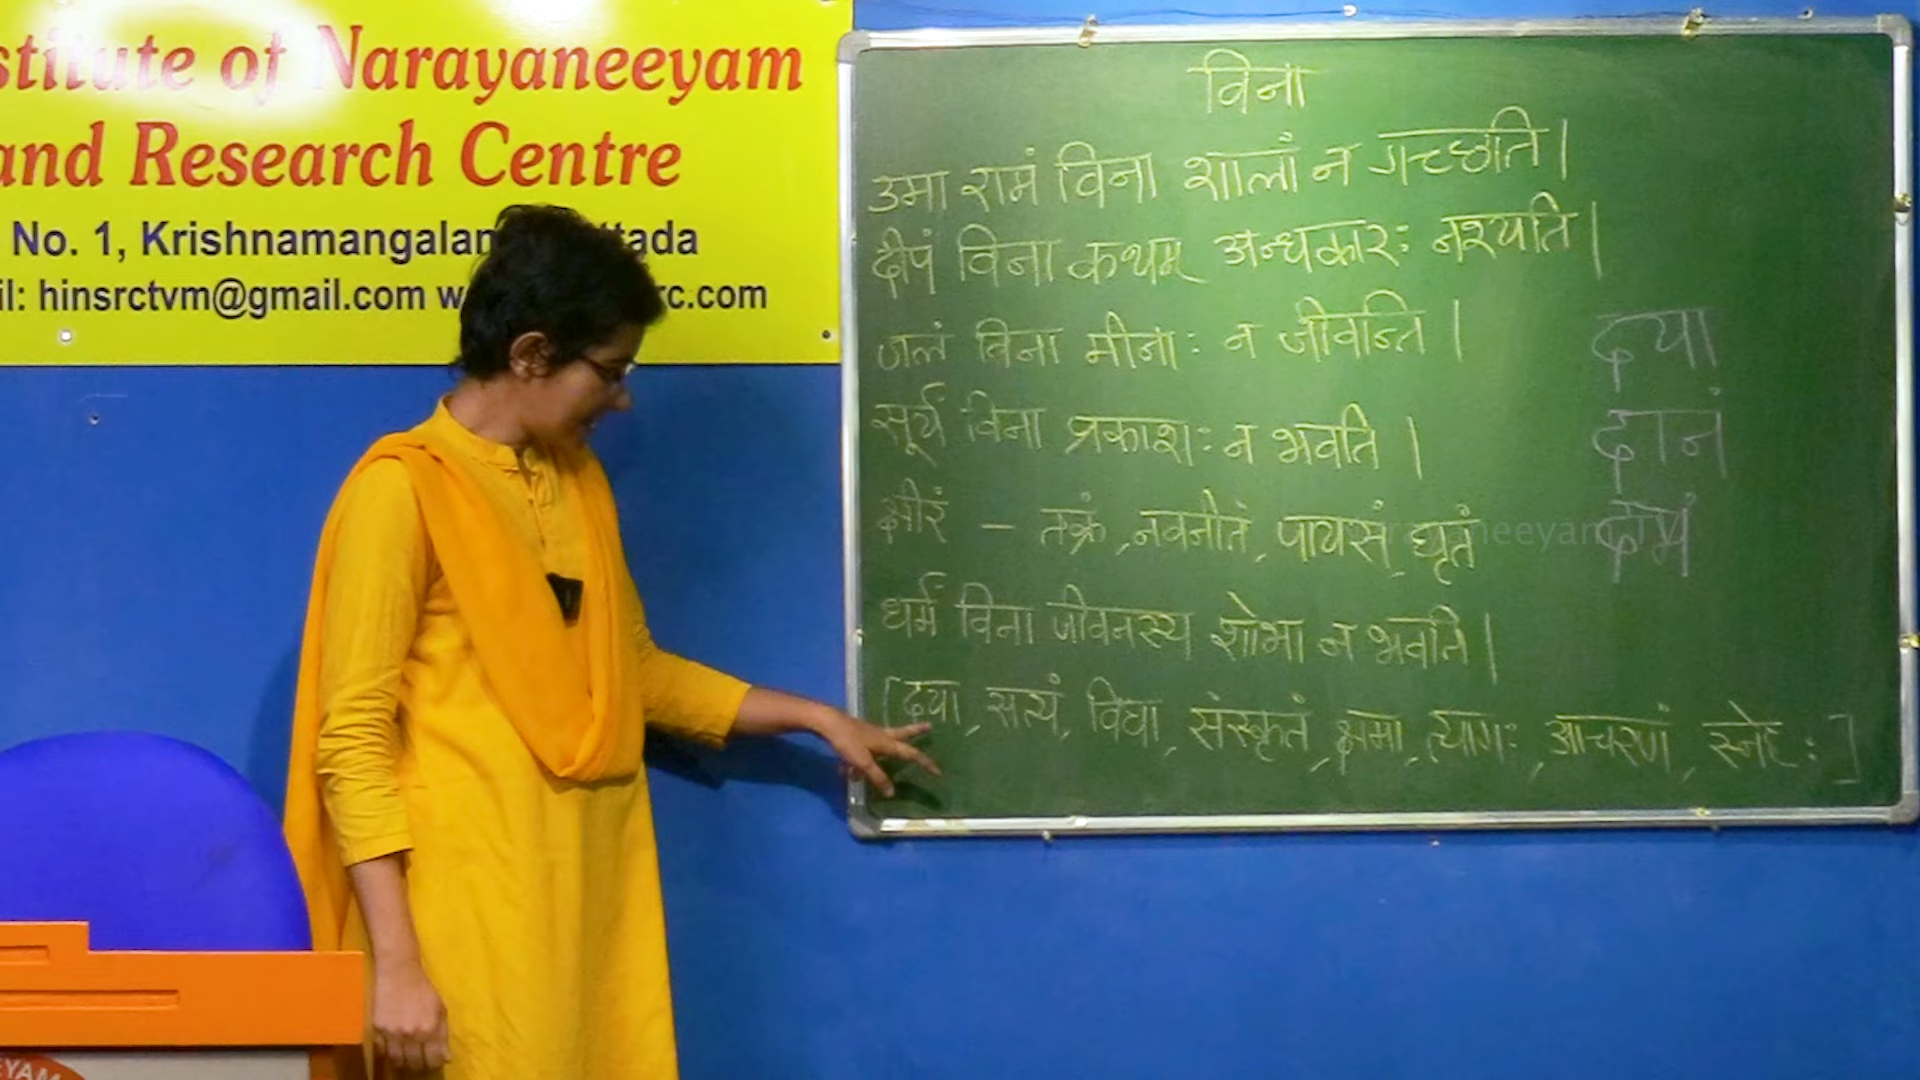 stitute of Narayaneeyam
and Research Centre
No. 1, Krishnamangalam
il: hinsrctvm@gmail.com
rc.com
विना
उमा रामं विना शालां न गच्छति।
दीपं विना कथम् अन्धकारः नश्यति।
जलं विना मीनाः न जीवन्ति।
सूर्यं विना प्रकाशः न भवति।
क्षीरं - तक्रं, नवनीतं, पायसं, घृतं
धर्मं विना जीवनस्य शोभा न भवति।
[दया, सत्यं, विद्या, संस्कृतं, क्षमा, त्यागः, आचरणं, स्नेहः]
दया
दानं